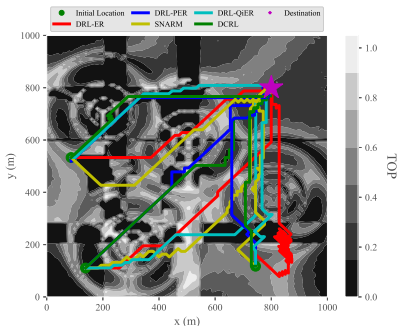 Initial Location DRL-PER DRL-QiER Destination
DRL-ER SNARM DCRL
1000
800
600
400
200
0
y (m)
0 200 400 600 800 1000
x (m)
1.0
0.8
0.6
0.4
0.2
0.0
TOP